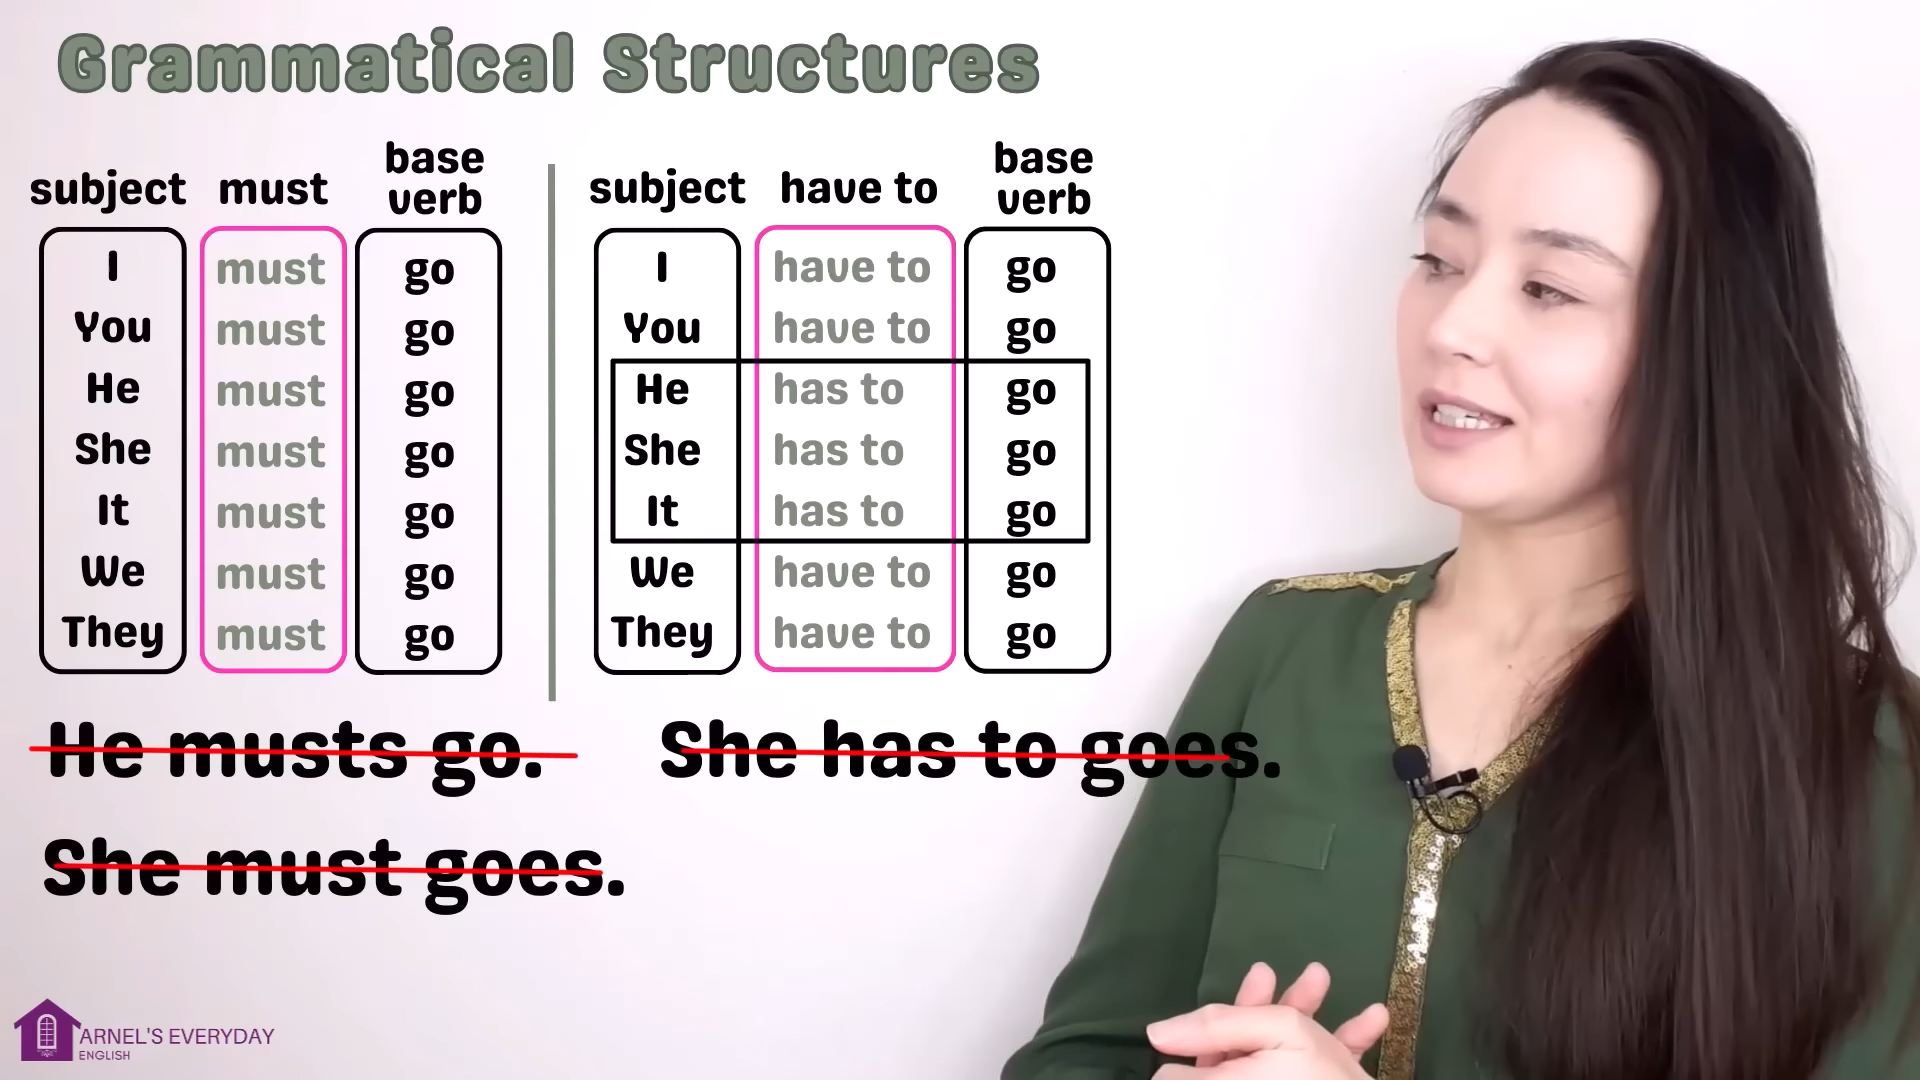 Grammatical Structures
subject must base verb
I must go
You must go
He must go
She must go
It must go
We must go
They must go
subject have to base verb
I have to go
You have to go
He has to go
She has to go
It has to go
We have to go
They have to go
He musts go.
She has to goes.
She must goes.
ARNEL'S EVERYDAY
ENGLISH